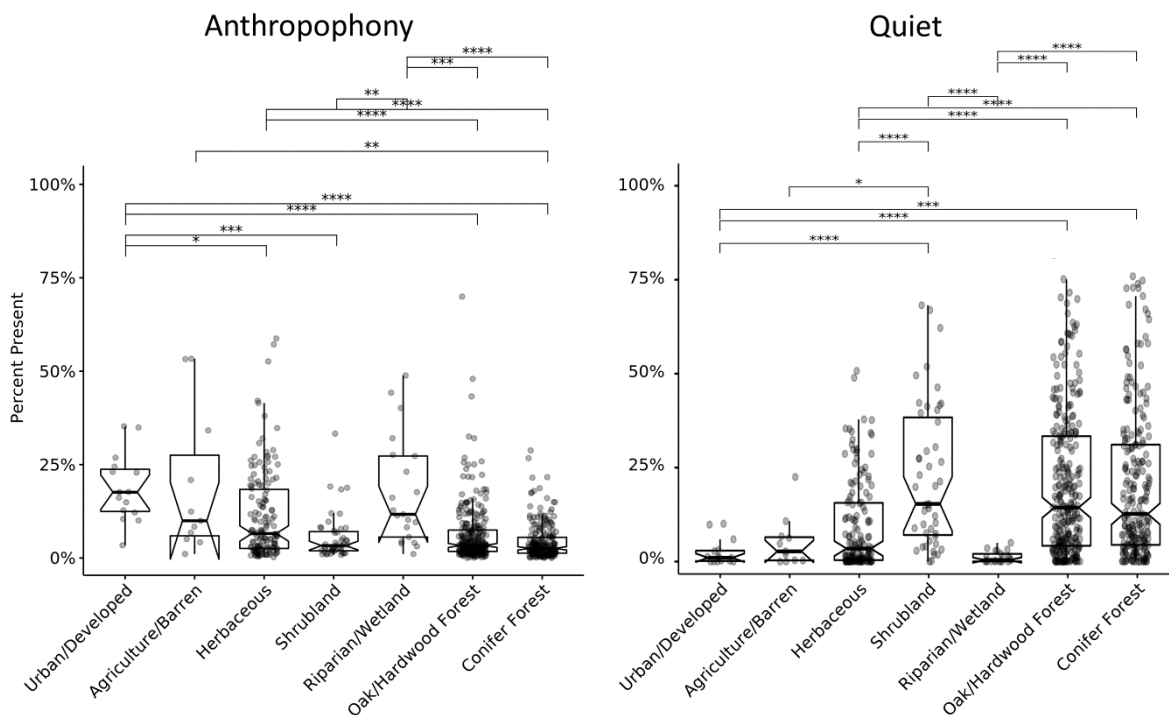 Anthropophony
****
***
**
****
****
**
100%
****
****
***
*
75%
50%
25%
0%
Percent Present
Urban/Developed
Agriculture/Barren
Herbaceous
Shrubland
Riparian/Wetland
Oak/Hardwood Forest
Conifer Forest
Quiet
****
****
****
****
****
****
100%
*
***
****
****
75%
50%
25%
0%
Urban/Developed
Agriculture/Barren
Herbaceous
Shrubland
Riparian/Wetland
Oak/Hardwood Forest
Conifer Forest